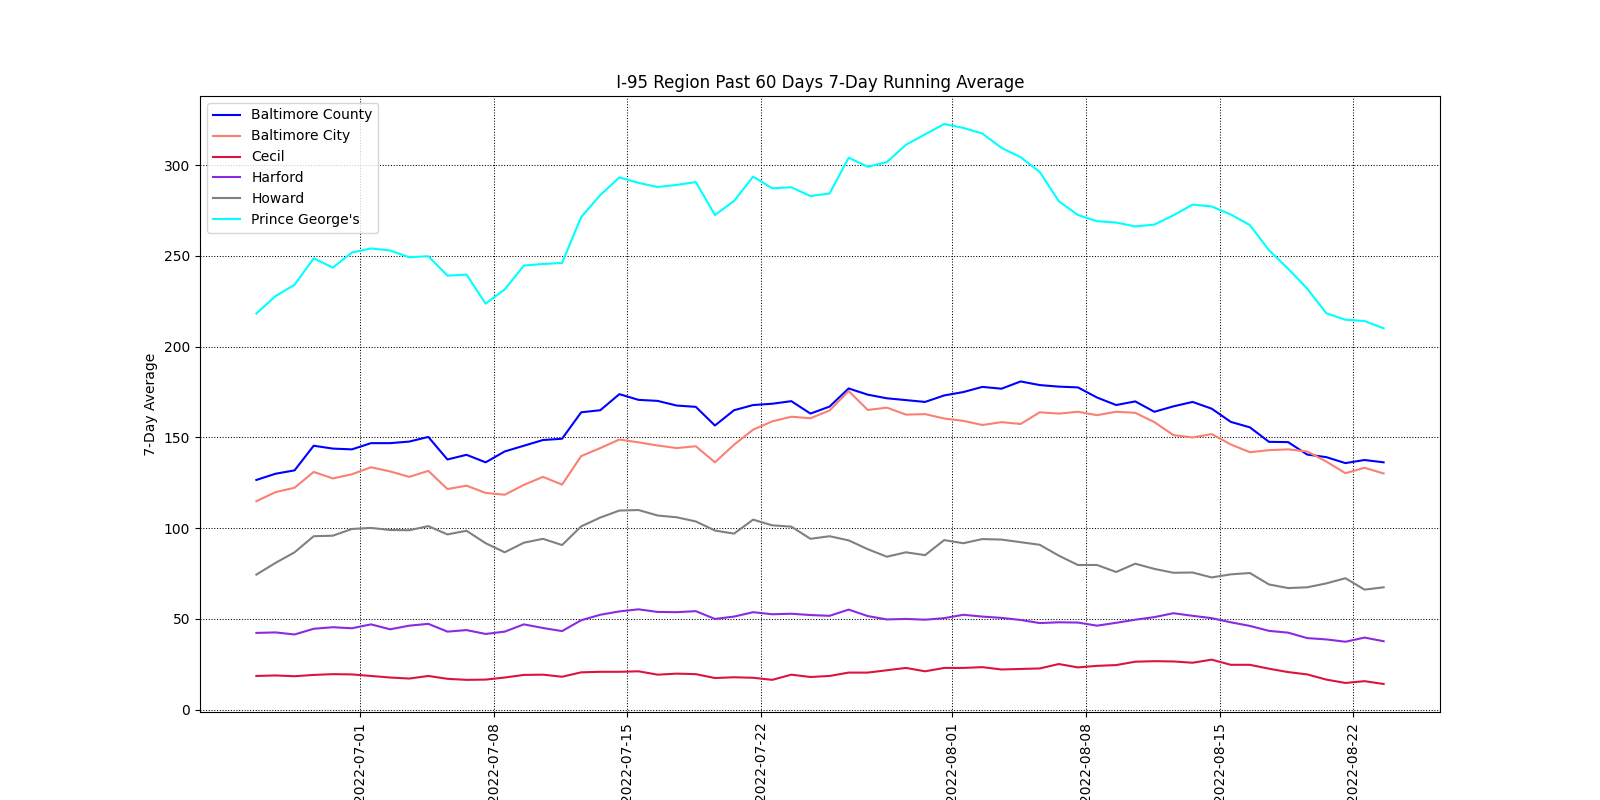 I-95 Region Past 60 Days 7-Day Running Average
Baltimore County
Baltimore City
Cecil
Harford
Howard
Prince George's
7-Day Average
300
250
200
150
100
50
0
2022-07-01
2022-07-08
2022-07-15
2022-07-22
2022-08-01
2022-08-08
2022-08-15
2022-08-22